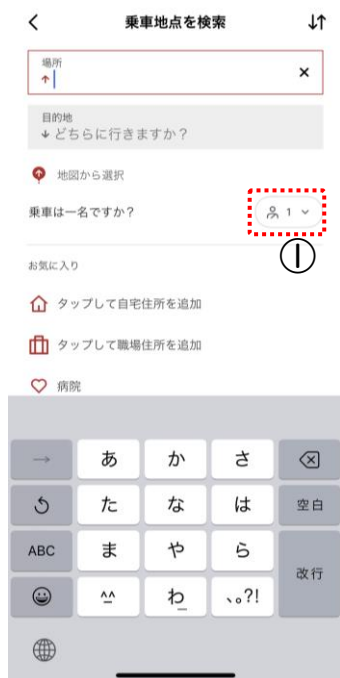 乗車地点を検索
場所
目的地
どちらに行きますか？
地図から選択
乗車は一名ですか？
1
①
お気に入り
タップして自宅住所を追加
タップして職場住所を追加
病院
→ あ か さ
た な は 空白
ABC ま や ら 改行
^^ わ_ 、。?!